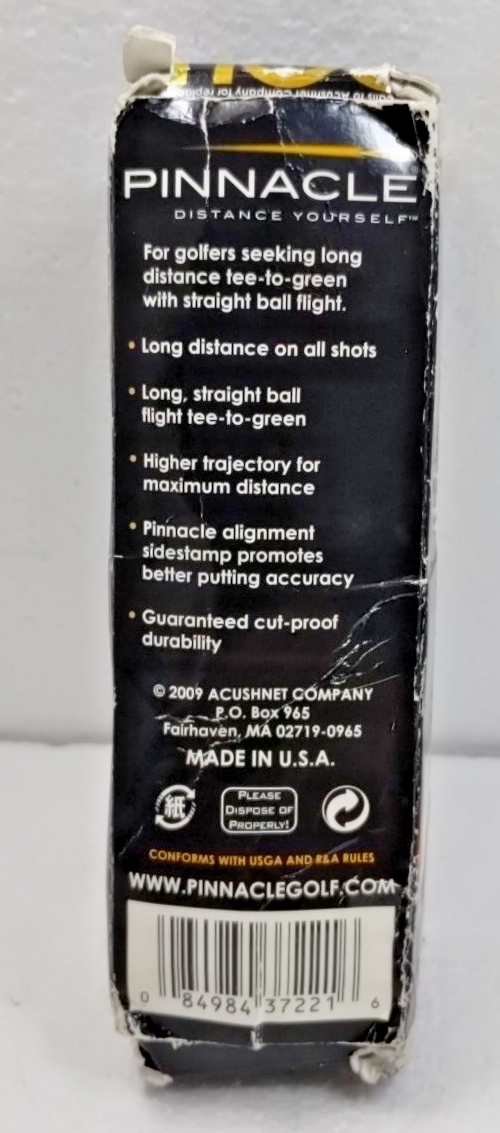 PINNACLE
DISTANCE YOURSELF™
For golfers seeking long
distance tee-to-green
with straight ball flight.
• Long distance on all shots
• Long, straight ball
flight tee-to-green
• Higher trajectory for
maximum distance
• Pinnacle alignment
sidestamp promotes
better putting accuracy
• Guaranteed cut-proof
durability
© 2009 ACUSHNET COMPANY
P.O. Box 965
Fairhaven, MA 02719-0965
MADE IN U.S.A.
紙
PLEASE
DISPOSE OF
PROPERLY!
CONFORMS WITH USGA AND R&A RULES
WWW.PINNACLEGOLF.COM
0 84984 37221 6